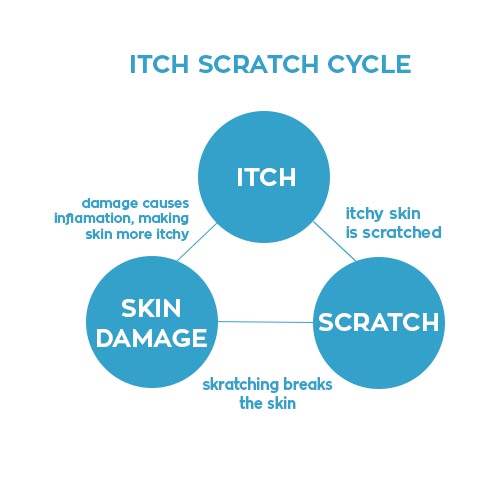 ITCH SCRATCH CYCLE
ITCH
damage causes
inflamation, making
skin more itchy
itchy skin
is scratched
SKIN
DAMAGE
SCRATCH
skratching breaks
the skin